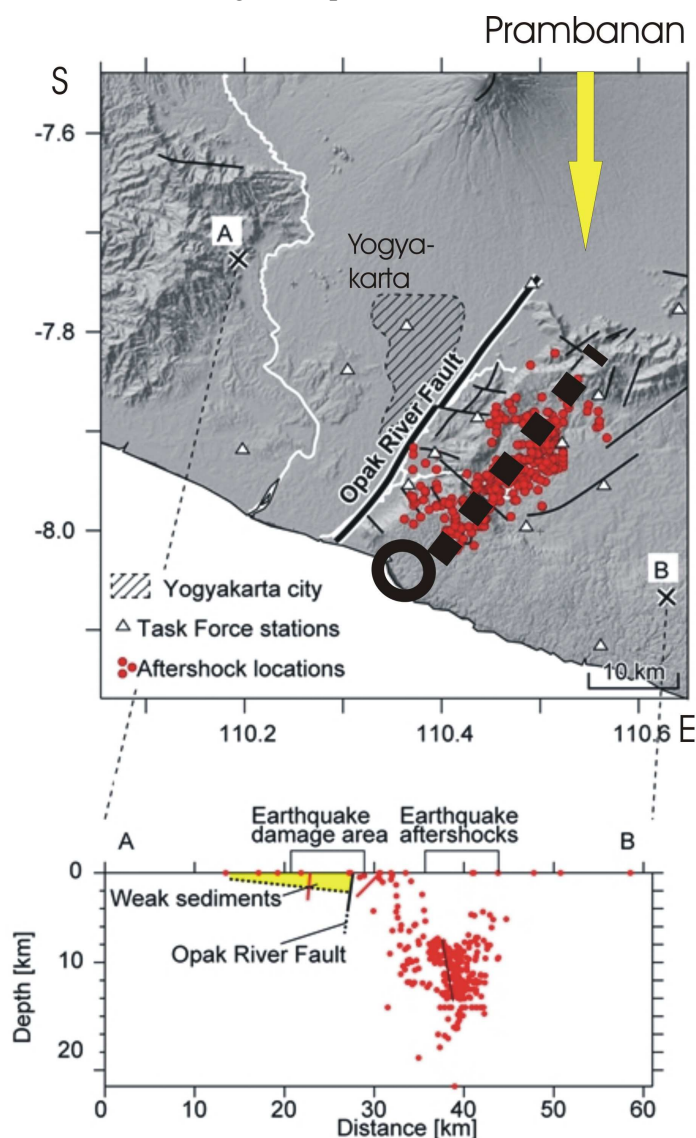 Prambanan
S
-7.6
A
Yogya-
karta
-7.8
Opak River Fault
-8.0
B
Yogyakarta city
Task Force stations
Aftershock locations
10 km
110.2
110.4
110.6
E
Earthquake
damage area
Earthquake
aftershocks
A
B
0
Weak sediments
Opak River Fault
10
20
Depth [km]
0
10
20
30
40
50
60
Distance [km]